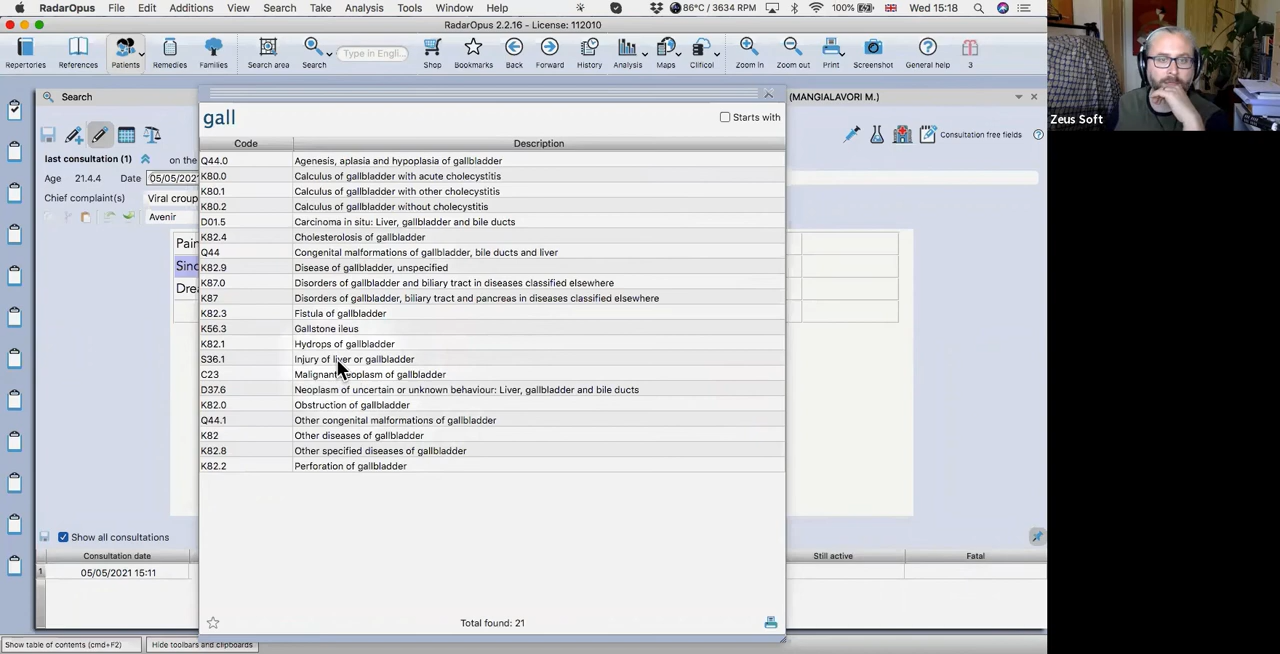 RadarOpus File Edit Additions View Search Take Analysis Tools Window Help 86°C / 3634 RPM 100% Wed 15:18
RadarOpus 2.2.16 - License: 112010
Repertories References Patients Remedies Families Search area Search Type in Engli... Shop Bookmarks Back Forward History Analysis Maps Clificol Zoom in Zoom out Print Screenshot General help 3
Zeus Soft
Search
(MANGIALAVORI M.)
gall
Starts with
Consultation free fields
last consultation (1) on the
Code Description
Age 21.4.4 Date 05/05/202
Chief complaint(s) Viral croup
Avenir
Pain
Sinc
Drea
Q44.0 Agenesis, aplasia and hypoplasia of gallbladder
K80.0 Calculus of gallbladder with acute cholecystitis
K80.1 Calculus of gallbladder with other cholecystitis
K80.2 Calculus of gallbladder without cholecystitis
D01.5 Carcinoma in situ: Liver, gallbladder and bile ducts
K82.4 Cholesterolosis of gallbladder
Q44 Congenital malformations of gallbladder, bile ducts and liver
K82.9 Disease of gallbladder, unspecified
K87.0 Disorders of gallbladder and biliary tract in diseases classified elsewhere
K87 Disorders of gallbladder, biliary tract and pancreas in diseases classified elsewhere
K82.3 Fistula of gallbladder
K56.3 Gallstone ileus
K82.1 Hydrops of gallbladder
S36.1 Injury of liver or gallbladder
C23 Malignant neoplasm of gallbladder
D37.6 Neoplasm of uncertain or unknown behaviour: Liver, gallbladder and bile ducts
K82.0 Obstruction of gallbladder
Q44.1 Other congenital malformations of gallbladder
K82 Other diseases of gallbladder
K82.8 Other specified diseases of gallbladder
K82.2 Perforation of gallbladder
Show all consultations
Consultation date Still active Fatal
1 05/05/2021 15:11
Total found: 21
Show table of contents (cmd+F2) Hide toolbars and clipboards